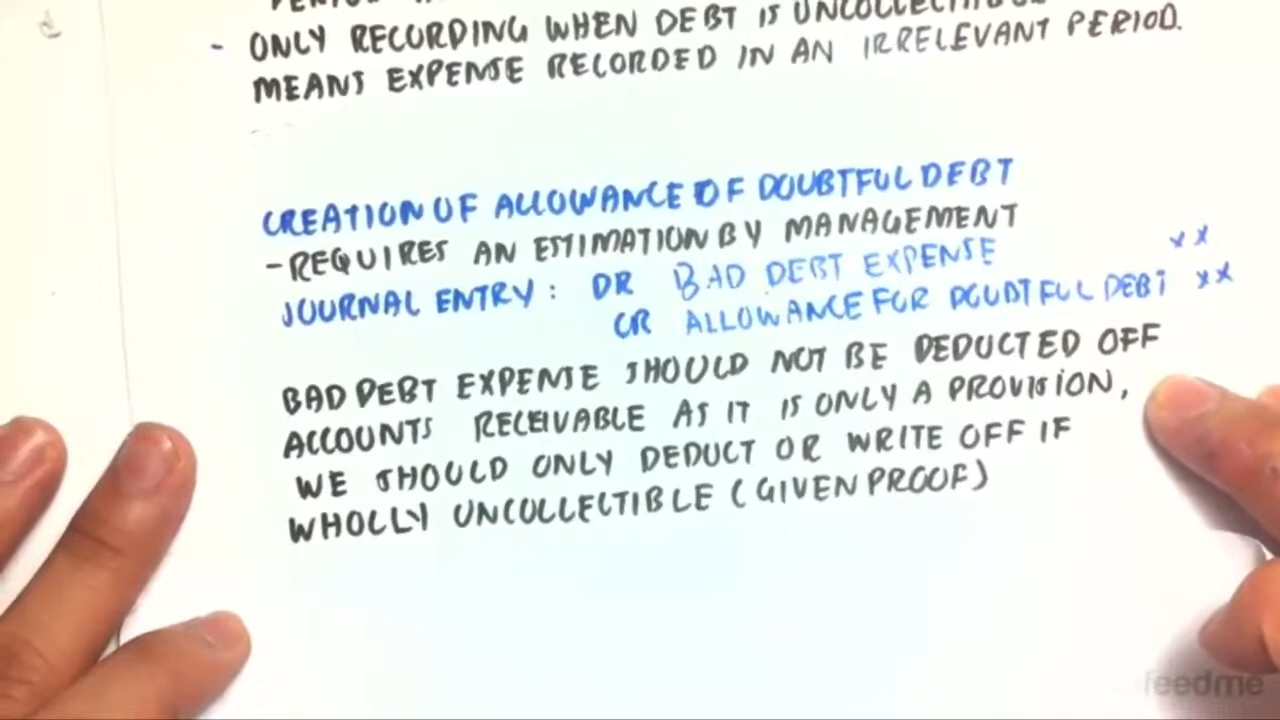 - ONLY RECORDING WHEN DEBT IS UNCOLLECTIBLE
MEANS EXPENSE RECORDED IN AN IRRELEVANT PERIOD.
CREATION OF ALLOWANCE OF DOUBTFUL DEBT
- REQUIRES AN ESTIMATION BY MANAGEMENT
JOURNAL ENTRY: DR BAD DEBT EXPENSE xx
CR ALLOWANCE FOR DOUBTFUL DEBT xx
BAD DEBT EXPENSE SHOULD NOT BE DEDUCTED OFF
ACCOUNTS RECEIVABLE AS IT IS ONLY A PROVISION,
WE SHOULD ONLY DEDUCT OR WRITE OFF IF
WHOLLY UNCOLLECTIBLE (GIVEN PROOF)
feedme